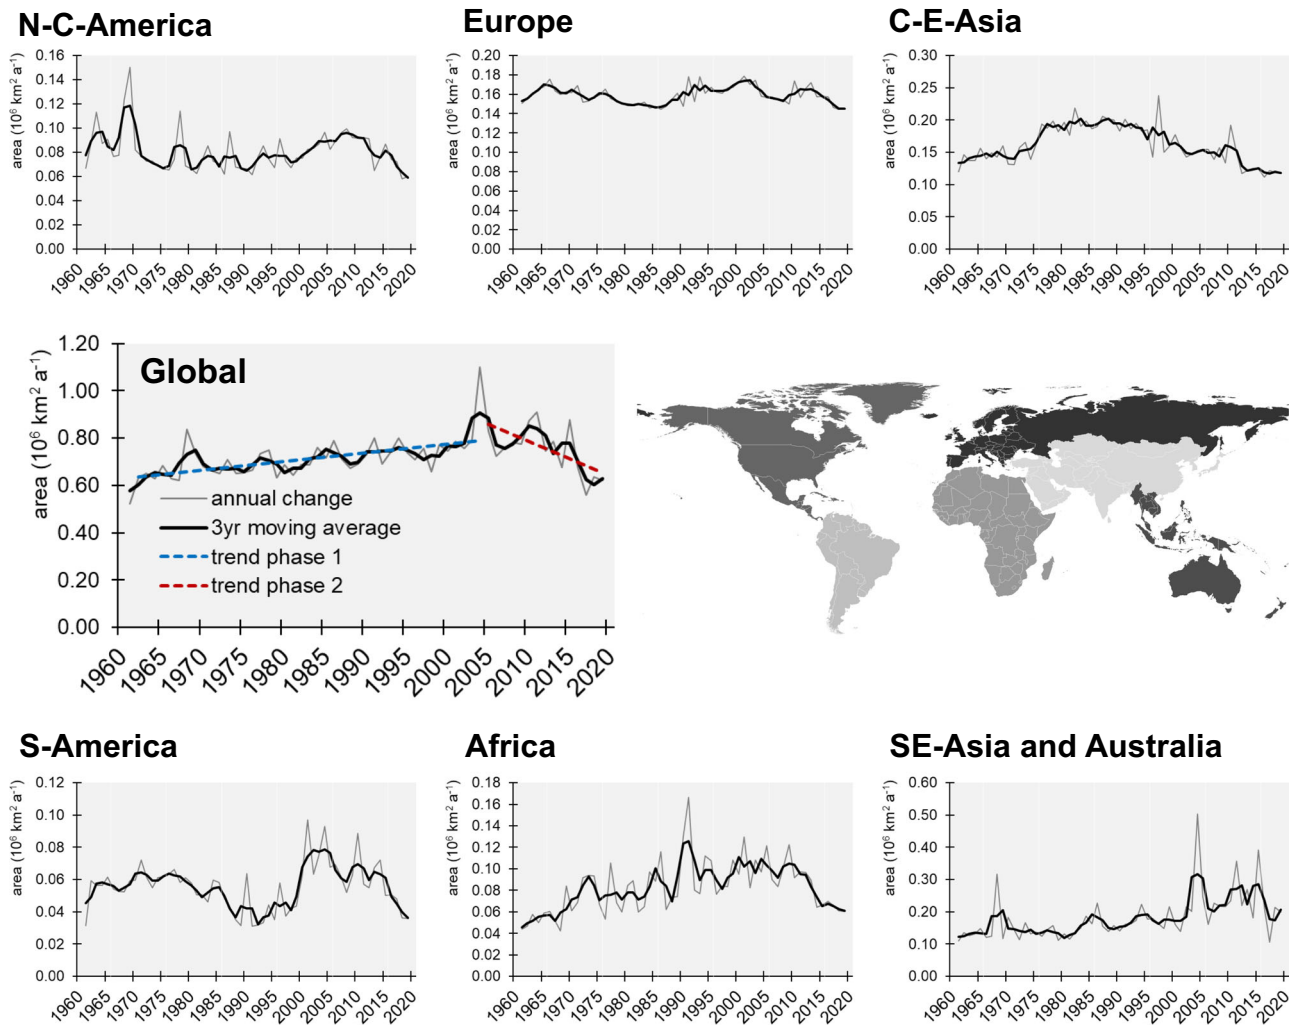 N-C-America
area (10⁶ km² a⁻¹)
0.16
0.14
0.12
0.10
0.08
0.06
0.04
0.02
0.00
1960 1965 1970 1975 1980 1985 1990 1995 2000 2005 2010 2015 2020
Europe
area (10⁶ km² a⁻¹)
0.20
0.18
0.16
0.14
0.12
0.10
0.08
0.06
0.04
0.02
0.00
1960 1965 1970 1975 1980 1985 1990 1995 2000 2005 2010 2015 2020
C-E-Asia
area (10⁶ km² a⁻¹)
0.30
0.25
0.20
0.15
0.10
0.05
0.00
1960 1965 1970 1975 1980 1985 1990 1995 2000 2005 2010 2015 2020
Global
area (10⁶ km² a⁻¹)
1.20
1.00
0.80
0.60
0.40
0.20
0.00
annual change
3yr moving average
trend phase 1
trend phase 2
1960 1965 1970 1975 1980 1985 1990 1995 2000 2005 2010 2015 2020
S-America
area (10⁶ km² a⁻¹)
0.12
0.10
0.08
0.06
0.04
0.02
0.00
1960 1965 1970 1975 1980 1985 1990 1995 2000 2005 2010 2015 2020
Africa
area (10⁶ km² a⁻¹)
0.18
0.16
0.14
0.12
0.10
0.08
0.06
0.04
0.02
0.00
1960 1965 1970 1975 1980 1985 1990 1995 2000 2005 2010 2015 2020
SE-Asia and Australia
area (10⁶ km² a⁻¹)
0.60
0.50
0.40
0.30
0.20
0.10
0.00
1960 1965 1970 1975 1980 1985 1990 1995 2000 2005 2010 2015 2020